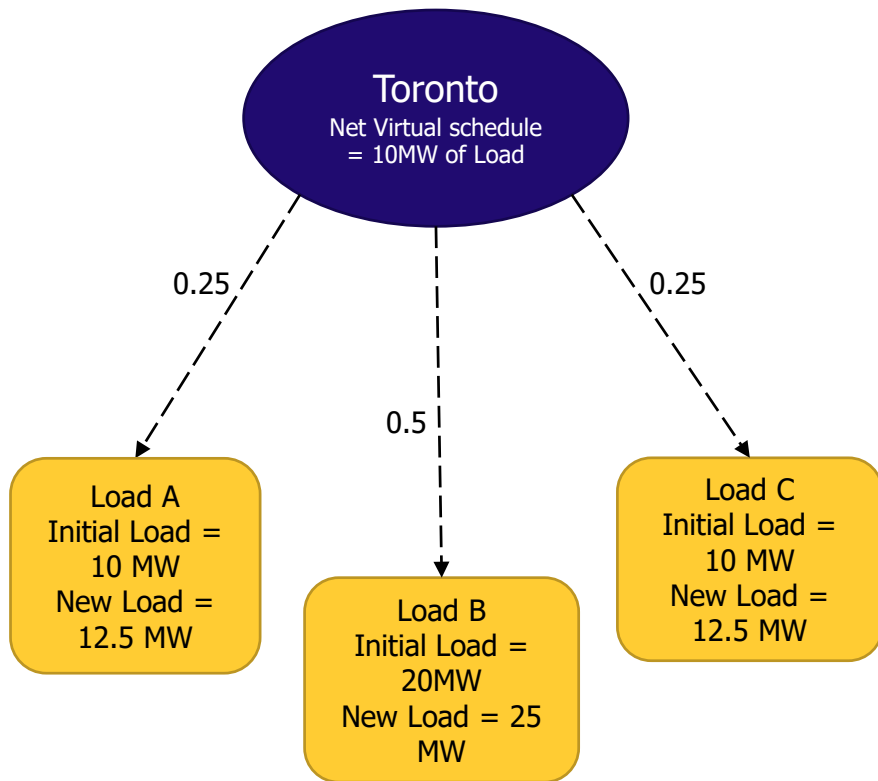 Toronto
Net Virtual schedule
= 10MW of Load
0.25
0.25
0.5
Load A
Initial Load =
10 MW
New Load =
12.5 MW
Load B
Initial Load =
20MW
New Load = 25
MW
Load C
Initial Load =
10 MW
New Load =
12.5 MW